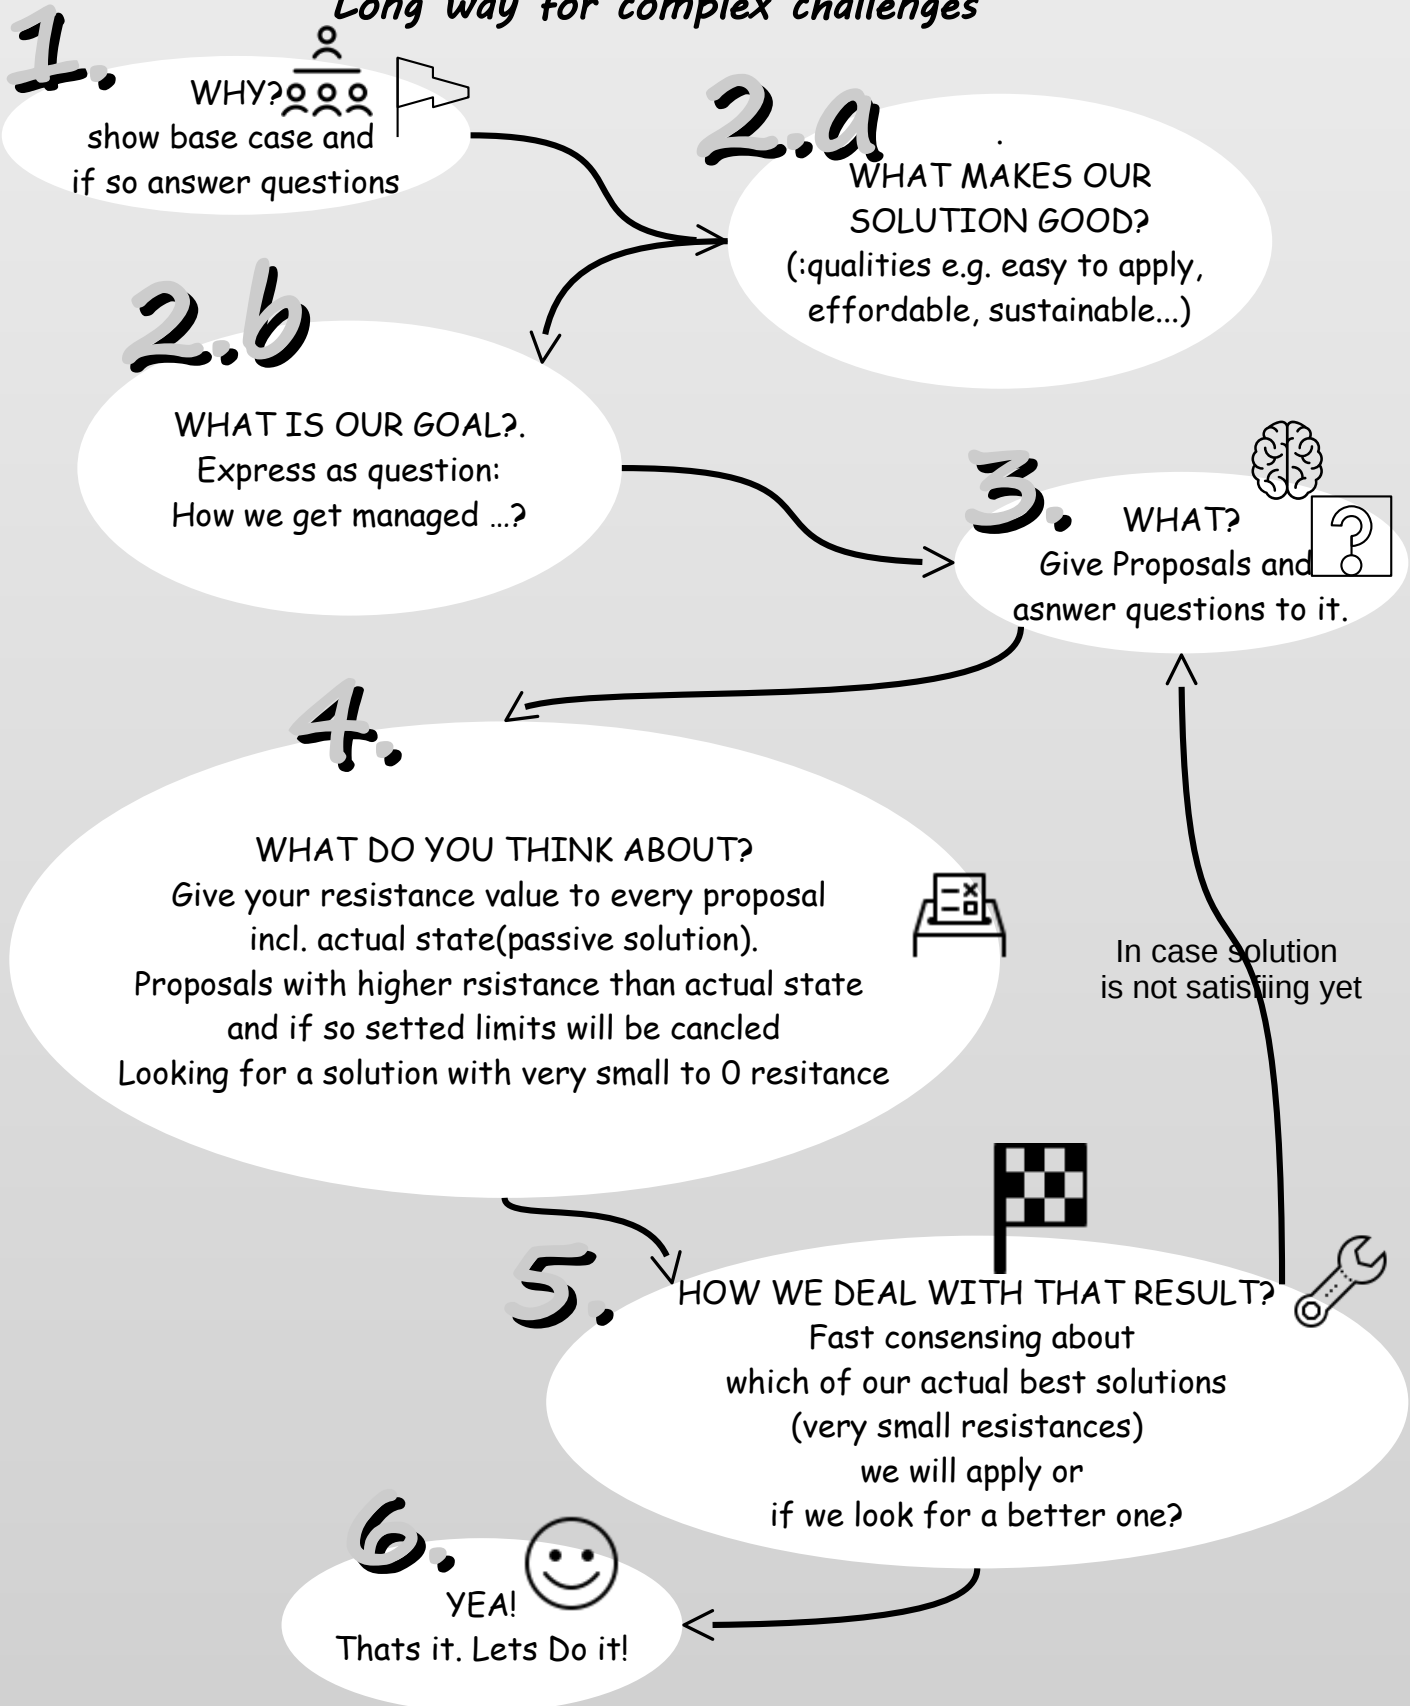 Long way for complex challenges
1.
WHY?
show base case and
if so answer questions
2.a
.
WHAT MAKES OUR
SOLUTION GOOD?
(:qualities e.g. easy to apply,
effordable, sustainable...)
2.b
WHAT IS OUR GOAL?.
Express as question:
How we get managed ...?
3.
WHAT?
Give Proposals and
asnwer questions to it.
?
4.
WHAT DO YOU THINK ABOUT?
Give your resistance value to every proposal
incl. actual state(passive solution).
Proposals with higher rsistance than actual state
and if so setted limits will be cancled
Looking for a solution with very small to 0 resitance
In case solution
is not satisfiing yet
5.
HOW WE DEAL WITH THAT RESULT?
Fast consensing about
which of our actual best solutions
(very small resistances)
we will apply or
if we look for a better one?
6.
YEA!
Thats it. Lets Do it!